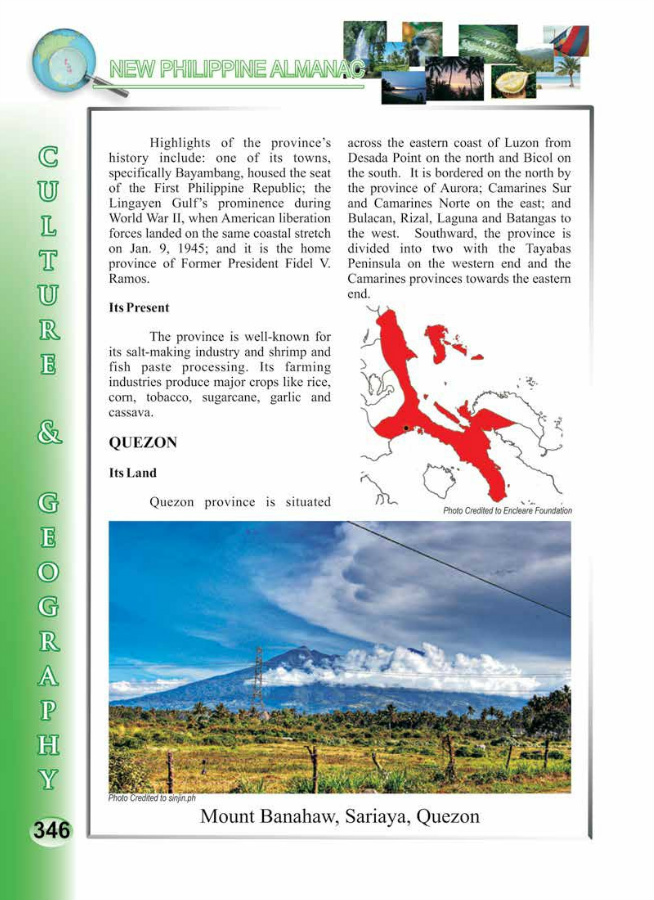 NEW PHILIPPINE ALMANAC
CULTURE & GEOGRAPHY
Highlights of the province's
history include: one of its towns,
specifically Bayambang, housed the seat
of the First Philippine Republic; the
Lingayen Gulf's prominence during
World War II, when American liberation
forces landed on the same coastal stretch
on Jan. 9, 1945; and it is the home
province of Former President Fidel V.
Ramos.
Its Present
The province is well-known for
its salt-making industry and shrimp and
fish paste processing. Its farming
industries produce major crops like rice,
corn, tobacco, sugarcane, garlic and
cassava.
QUEZON
Its Land
Quezon province is situated
across the eastern coast of Luzon from
Desada Point on the north and Bicol on
the south. It is bordered on the north by
the province of Aurora; Camarines Sur
and Camarines Norte on the east; and
Bulacan, Rizal, Laguna and Batangas to
the west. Southward, the province is
divided into two with the Tayabas
Peninsula on the western end and the
Camarines provinces towards the eastern
end.
Photo Credited to Encleare Foundation
Photo Credited to sinjin.ph
Mount Banahaw, Sariaya, Quezon
346